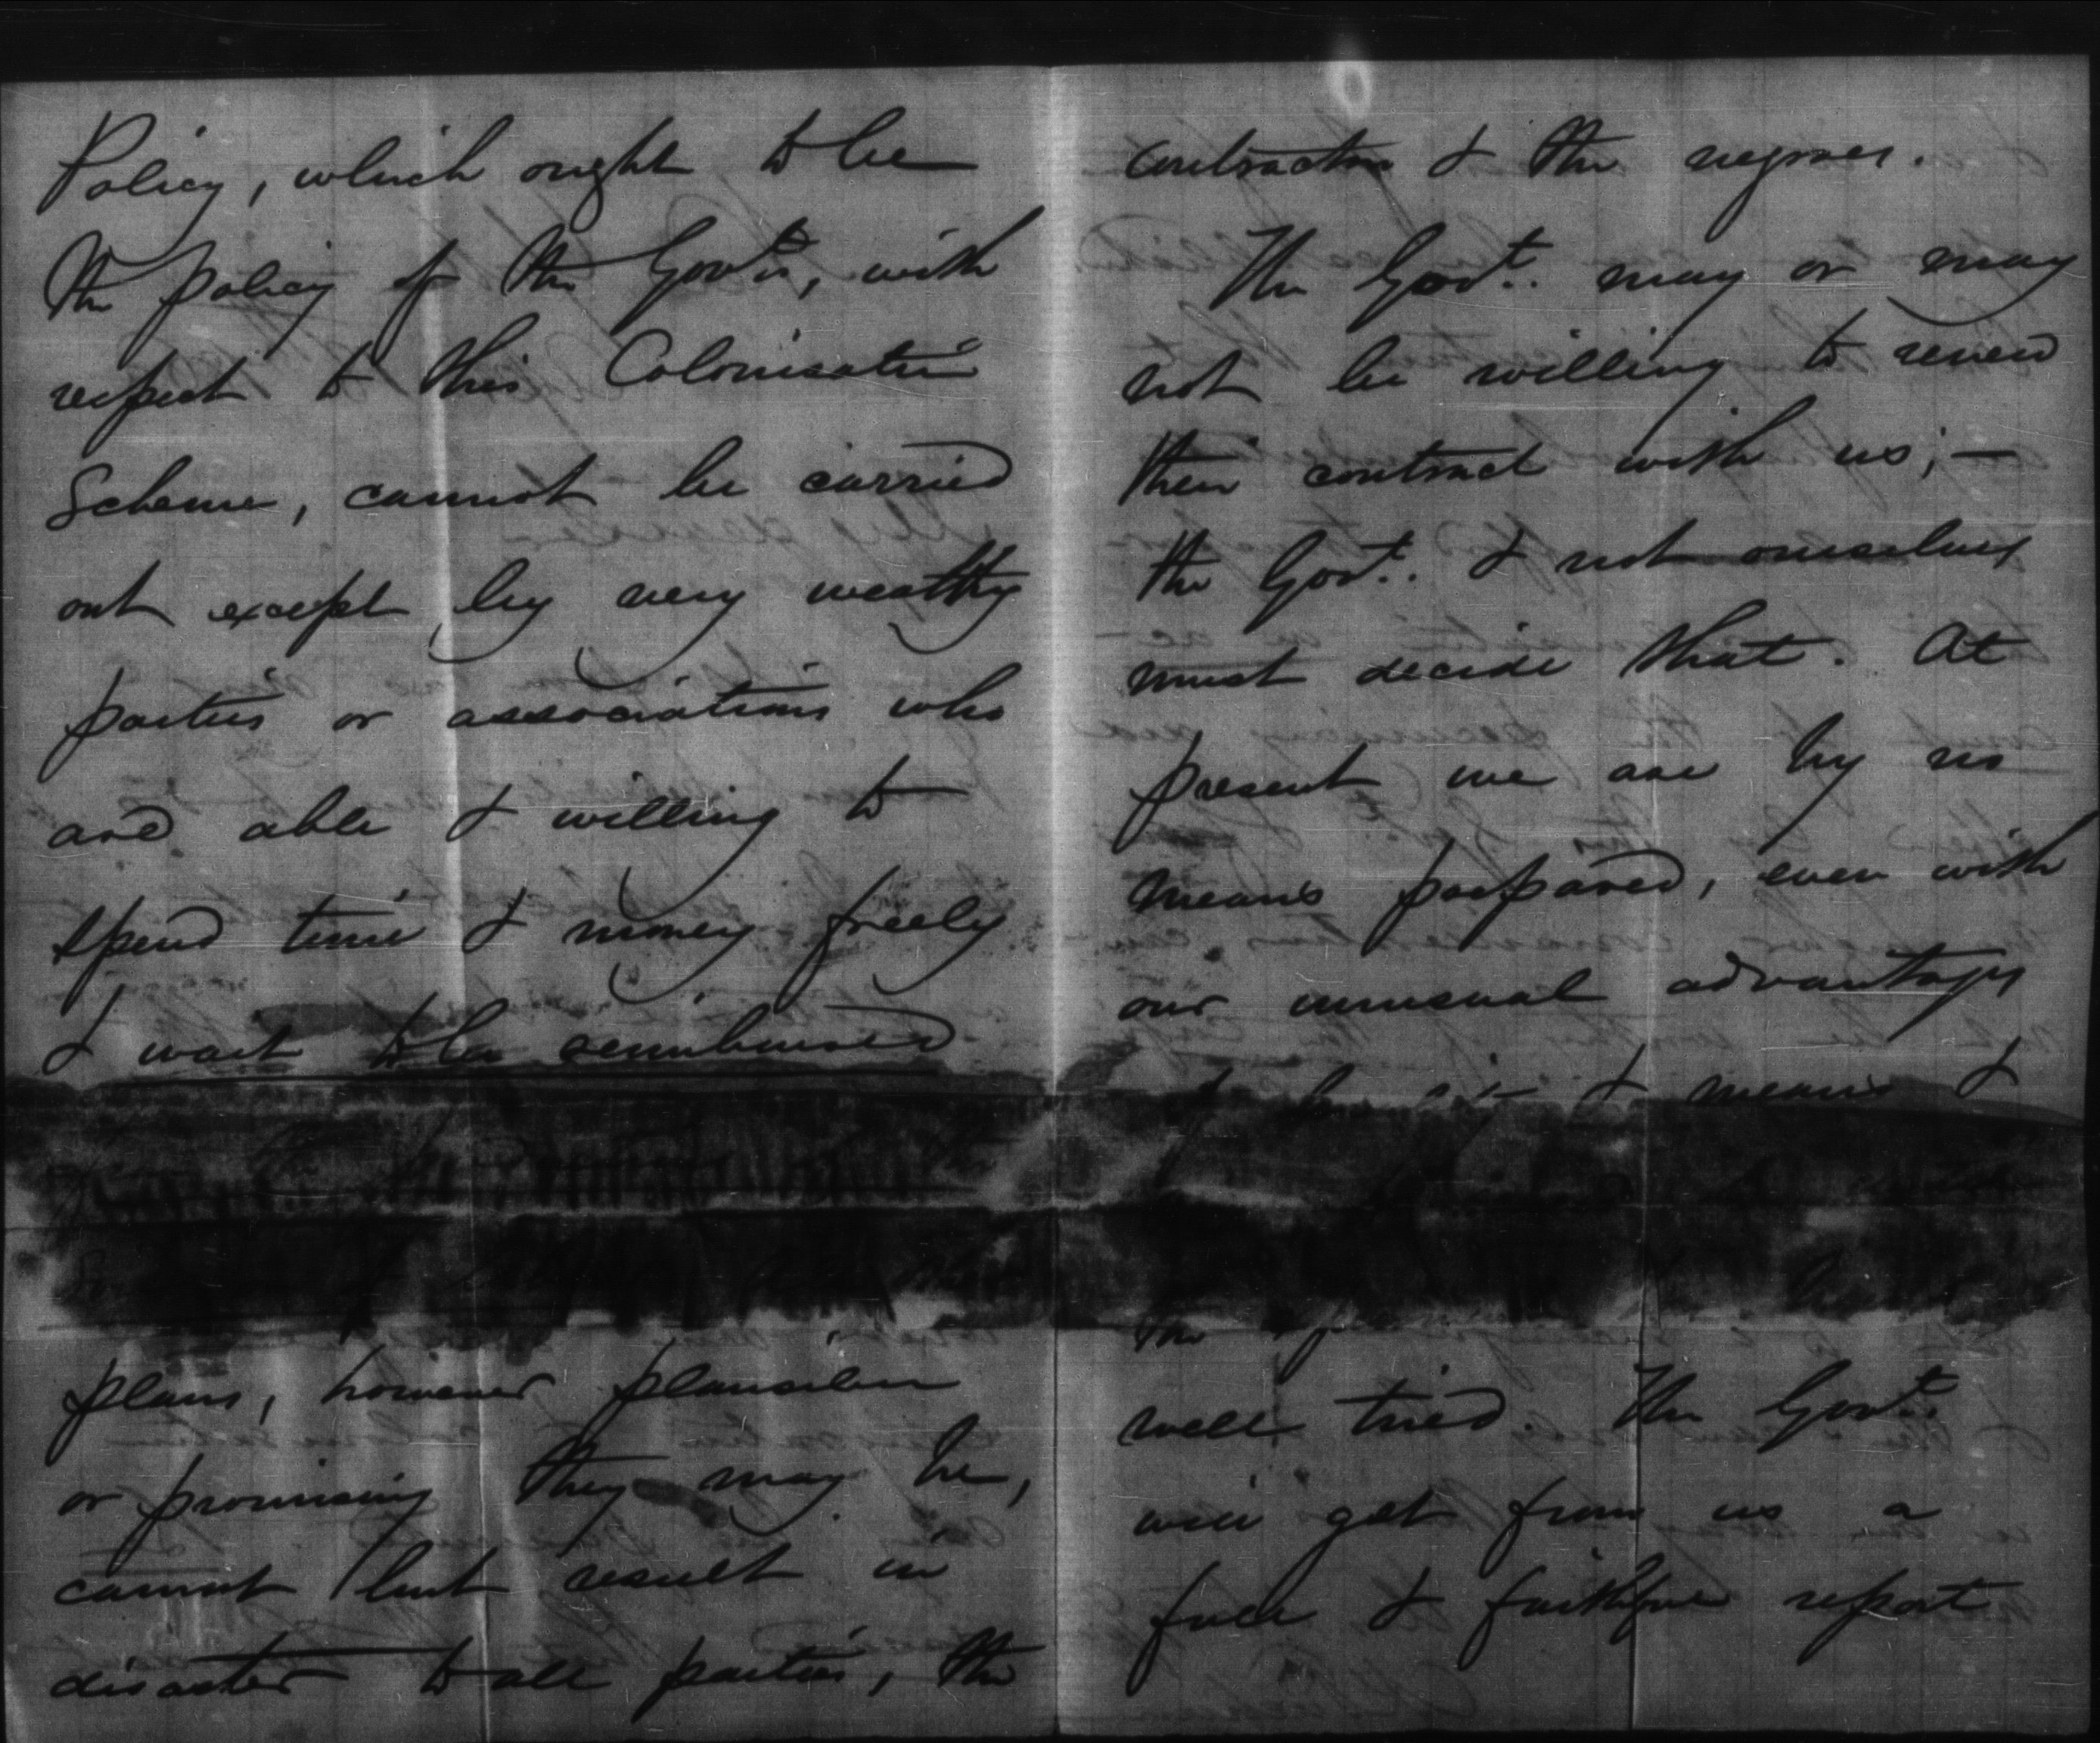 Policy, which ought to be
the policy of the Govt., with
respect to this Colonisation
Scheme, cannot be carried
out except by very wealthy
parties or associations who
are able & willing to
spend time & money freely
& wait to be reimbursed
plans, however plausible
or promising they may be,
cannot but result in
disaster to all parties, the
contractors & the negroes.
The Govt. may or may
not be willing to renew
their contract with us; —
the Govt. & not ourselves
must decide that. At
present we are by no
means prepared, even with
our unusual advantages
& means &
the
well tried. The Govt.
will get from us a
full & faithful report